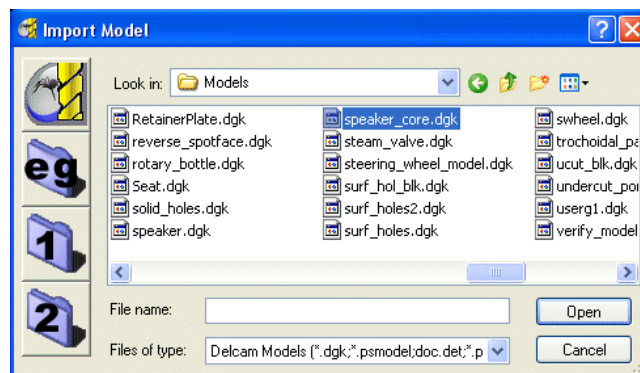 Import Model
Look in: Models
RetainerPlate.dgk speaker_core.dgk swheel.dgk
reverse_spotface.dgk steam_valve.dgk trochoidal_pa
rotary_bottle.dgk steering_wheel_model.dgk ucut_blk.dgk
Seat.dgk surf_hol_blk.dgk undercut_por
solid_holes.dgk surf_holes2.dgk userg1.dgk
speaker.dgk surf_holes.dgk verify_model
eg
1
2
File name: Open
Files of type: Delcam Models (*.dgk;*.psmodel;doc.det;*.p Cancel